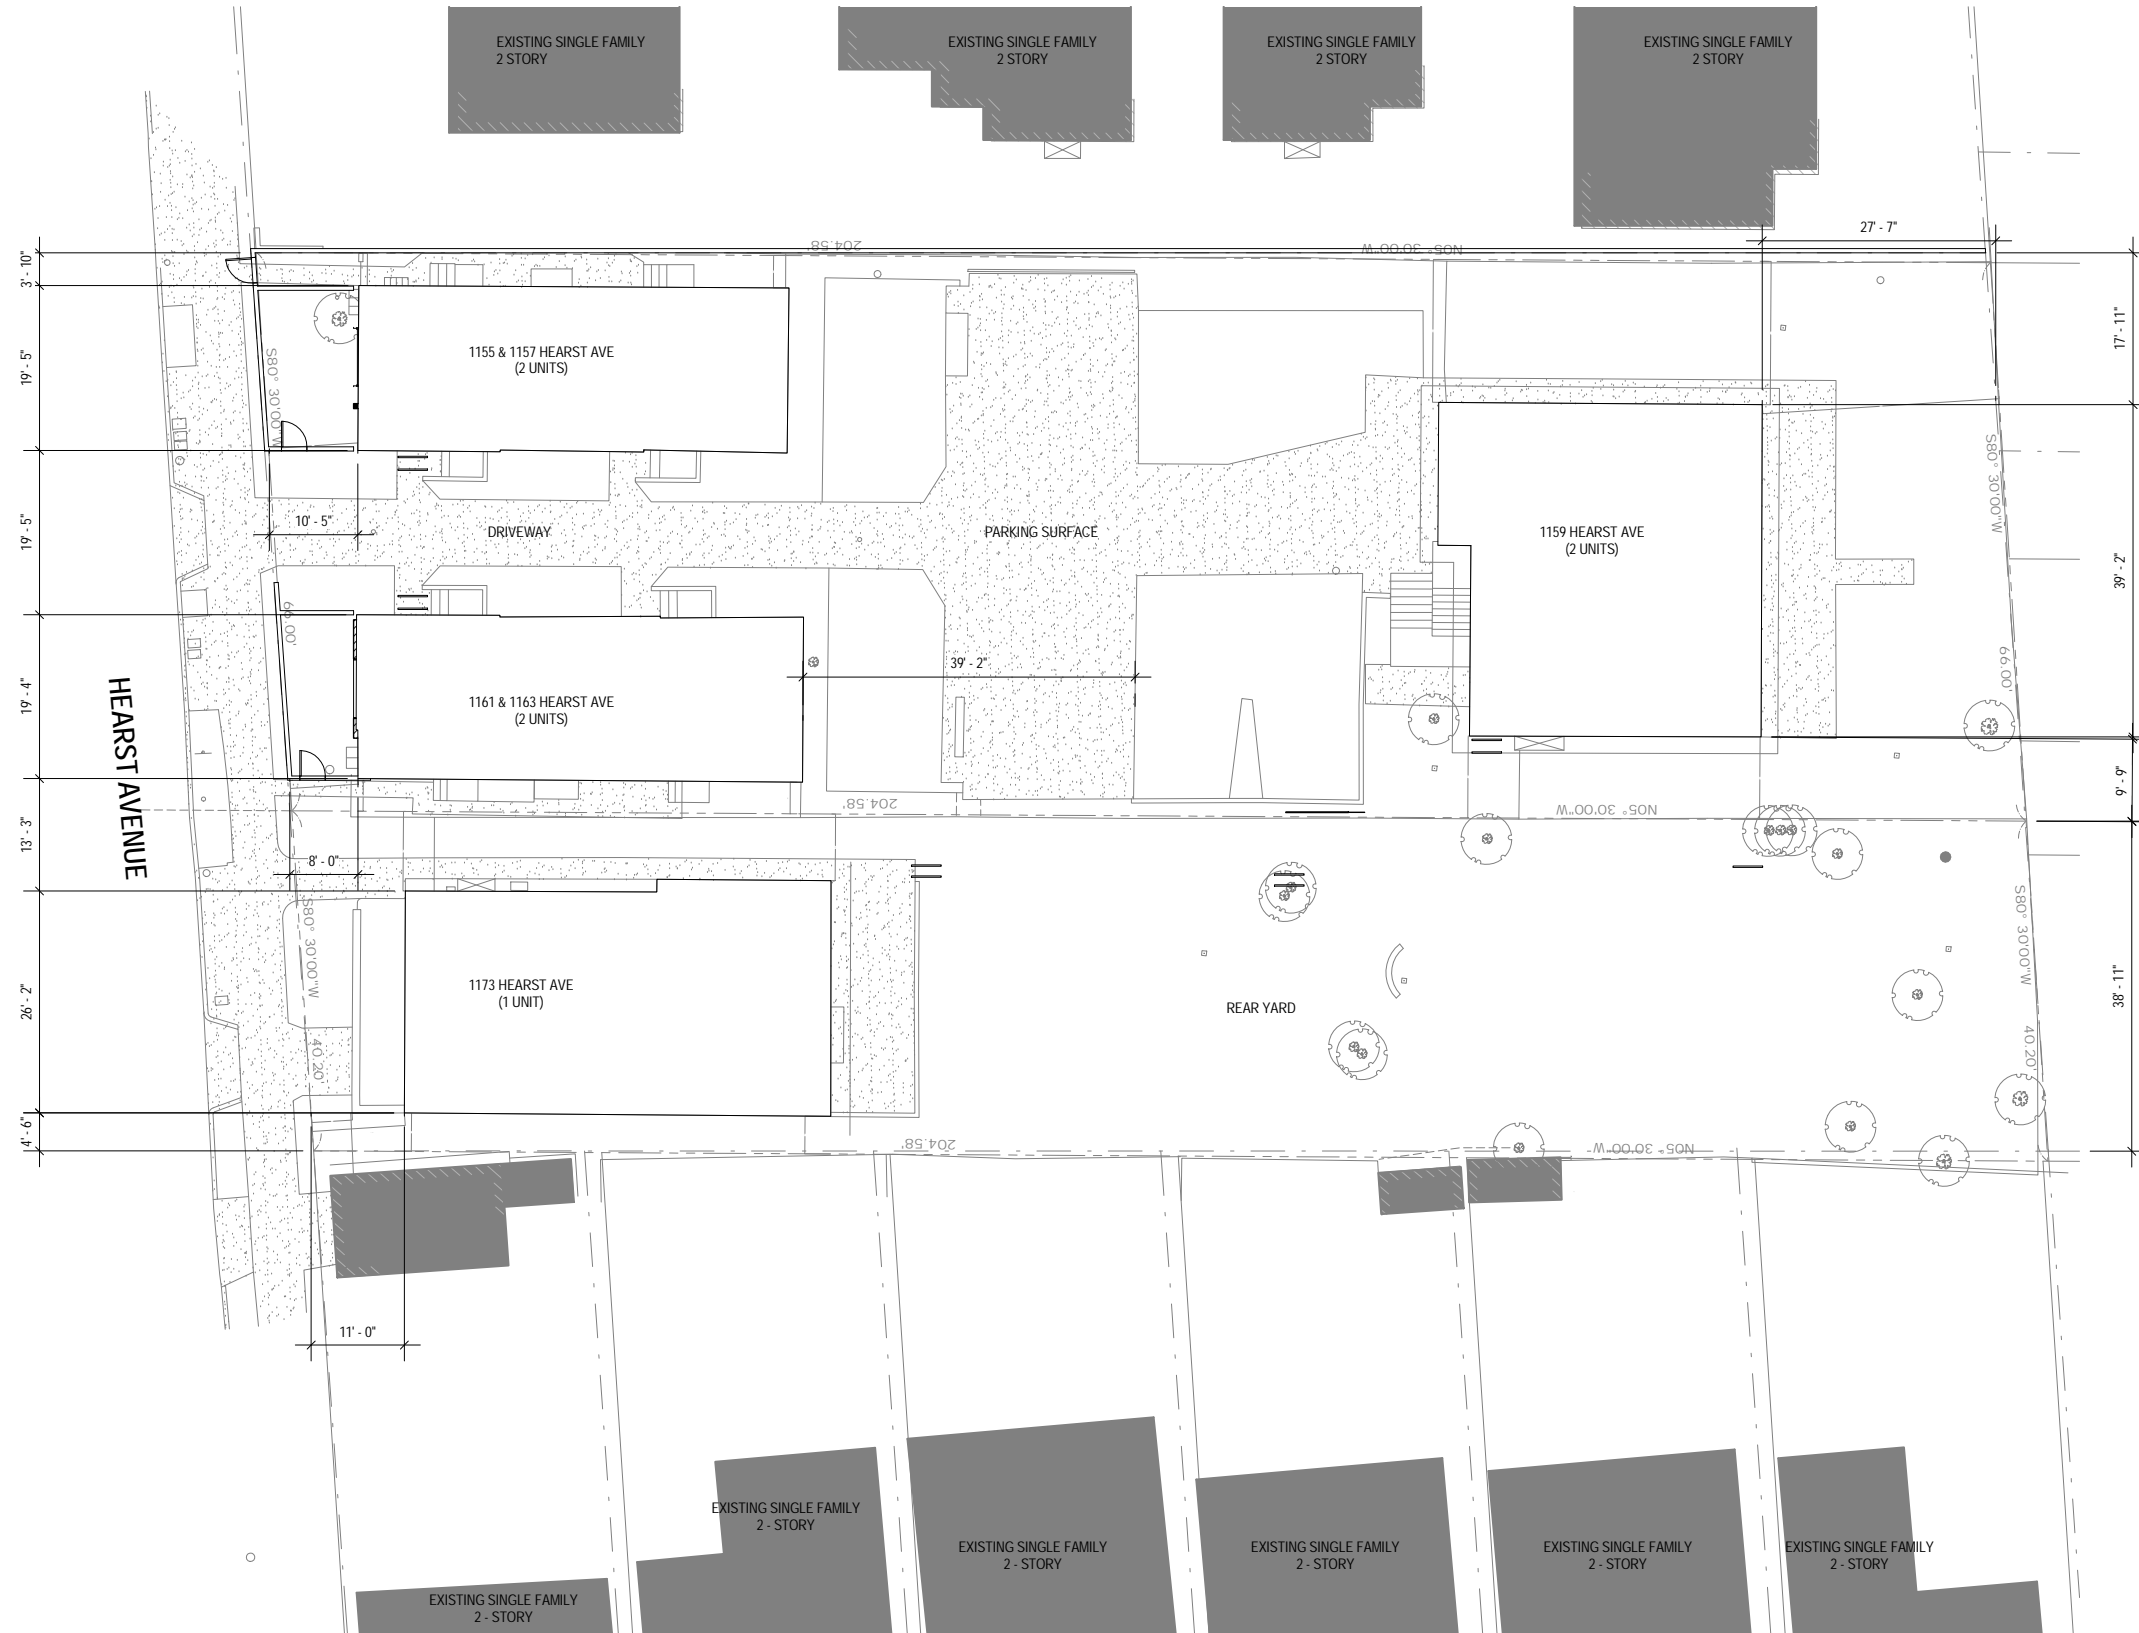 EXISTING SINGLE FAMILY
2 STORY
EXISTING SINGLE FAMILY
2 STORY
EXISTING SINGLE FAMILY
2 STORY
EXISTING SINGLE FAMILY
2 STORY
27' - 7"
204.58'
N05° 30'00"W
3' - 10"
17' - 11"
19' - 5"
S80° 30'00"W
1155 & 1157 HEARST AVE
(2 UNITS)
S80° 30'00"W
19' - 5"
10' - 5"
DRIVEWAY
PARKING SURFACE
1159 HEARST AVE
(2 UNITS)
39' - 2"
66.00'
66.00'
19' - 4"
39' - 2"
1161 & 1163 HEARST AVE
(2 UNITS)
HEARST AVENUE
9' - 9"
204.58'
N05° 30'00"W
13' - 3"
8' - 0"
S80° 30'00"W
S80° 30'00"W
26' - 2"
1173 HEARST AVE
(1 UNIT)
REAR YARD
38' - 11"
40.20'
40.20'
4' - 6"
204.58'
N05° 30'00"W
11' - 0"
EXISTING SINGLE FAMILY
2 - STORY
EXISTING SINGLE FAMILY
2 - STORY
EXISTING SINGLE FAMILY
2 - STORY
EXISTING SINGLE FAMILY
2 - STORY
EXISTING SINGLE FAMILY
2 - STORY
EXISTING SINGLE FAMILY
2 - STORY